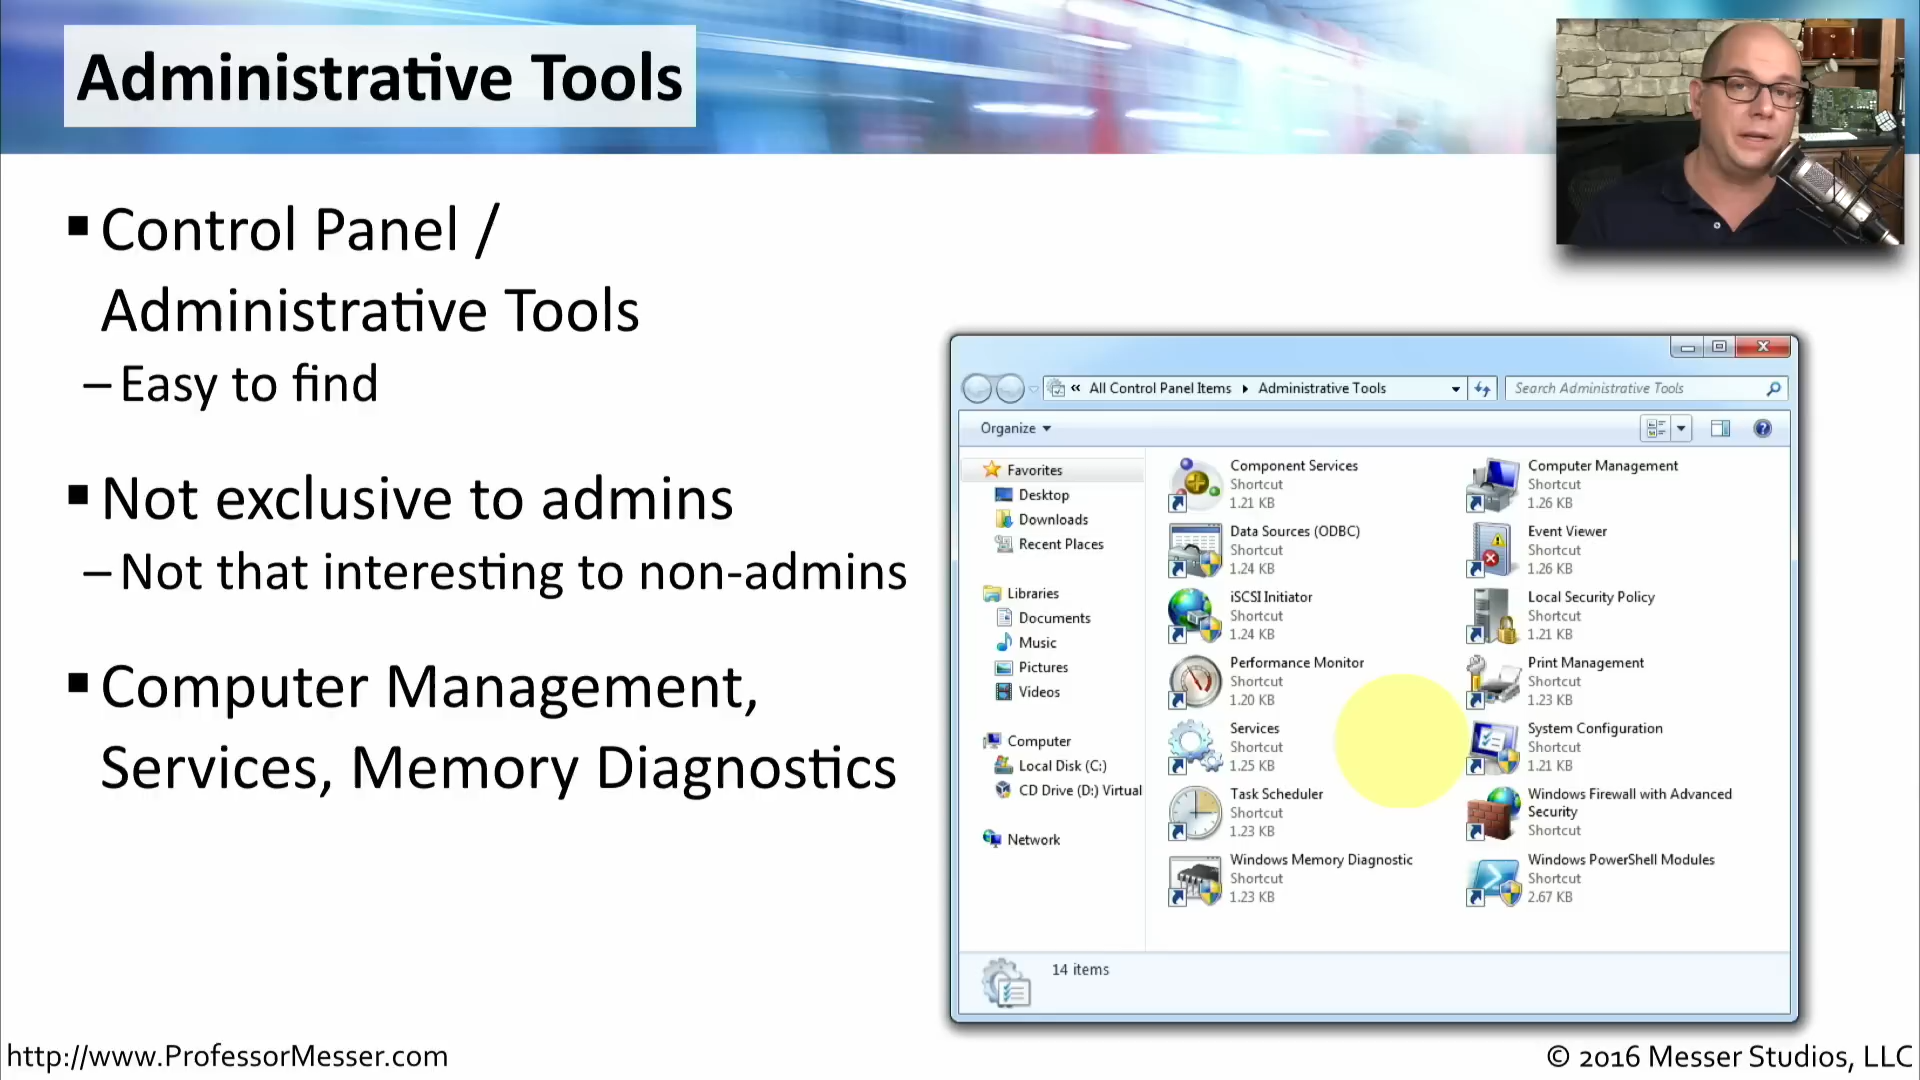 Administrative Tools
▪ Control Panel /
Administrative Tools
– Easy to find
▪ Not exclusive to admins
– Not that interesting to non-admins
▪ Computer Management,
Services, Memory Diagnostics
« All Control Panel Items ▸ Administrative Tools
Search Administrative Tools
Organize
Favorites
Desktop
Downloads
Recent Places
Libraries
Documents
Music
Pictures
Videos
Computer
Local Disk (C:)
CD Drive (D:) Virtual
Network
Component Services
Shortcut
1.21 KB
Computer Management
Shortcut
1.26 KB
Data Sources (ODBC)
Shortcut
1.24 KB
Event Viewer
Shortcut
1.26 KB
iSCSI Initiator
Shortcut
1.24 KB
Local Security Policy
Shortcut
1.21 KB
Performance Monitor
Shortcut
1.20 KB
Print Management
Shortcut
1.23 KB
Services
Shortcut
1.25 KB
System Configuration
Shortcut
1.21 KB
Task Scheduler
Shortcut
1.23 KB
Windows Firewall with Advanced
Security
Shortcut
Windows Memory Diagnostic
Shortcut
1.23 KB
Windows PowerShell Modules
Shortcut
2.67 KB
14 items
http://www.ProfessorMesser.com
© 2016 Messer Studios, LLC